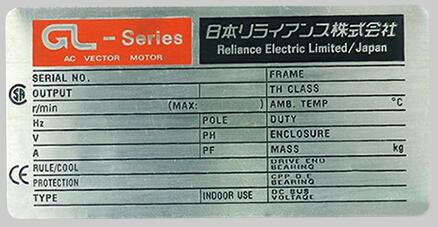 GL - Series
AC VECTOR MOTOR
日本リライアンス株式会社
Reliance Electric Limited/Japan
SERIAL NO. FRAME
OUTPUT TH CLASS
r/min (MAX: ) AMB. TEMP °C
Hz POLE DUTY
V PH ENCLOSURE
A PF MASS kg
RULE/COOL DRIVE END BEARING
PROTECTION OPP D.E BEARING
TYPE INDOOR USE DC BUS VOLTAGE
SA
CE